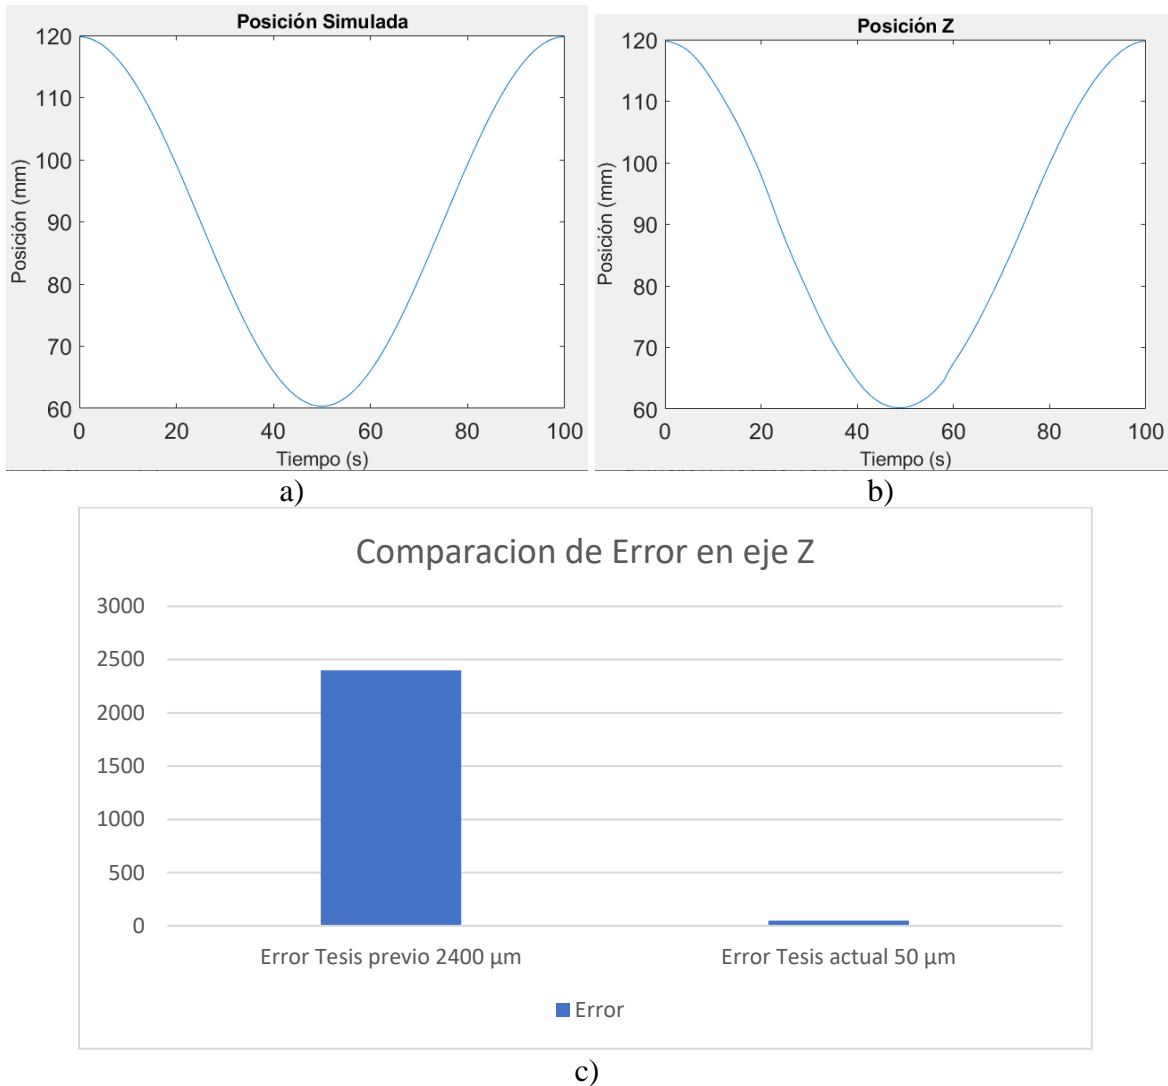 Posición Simulada
Posición (mm)
120
110
100
90
80
70
60
0 20 40 60 80 100
Tiempo (s)
a)
Posición Z
Posición (mm)
120
110
100
90
80
70
60
0 20 40 60 80 100
Tiempo (s)
b)
Comparacion de Error en eje Z
3000
2500
2000
1500
1000
500
0
Error Tesis previo 2400 µm Error Tesis actual 50 µm
Error
c)